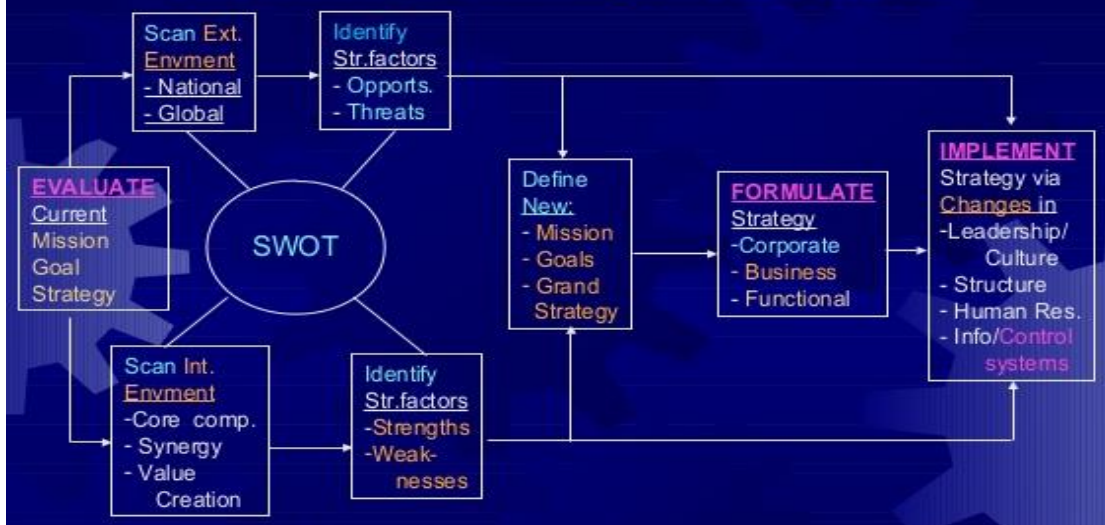 Scan Ext.
Envment
- National
- Global
Identify
Str.factors
- Opports.
- Threats
EVALUATE
Current
Mission
Goal
Strategy
SWOT
Scan Int.
Envment
-Core comp.
- Synergy
- Value
Creation
Identify
Str.factors
-Strengths
-Weak-
nesses
Define
New:
- Mission
- Goals
- Grand
Strategy
FORMULATE
Strategy
-Corporate
- Business
- Functional
IMPLEMENT
Strategy via
Changes in
-Leadership/
Culture
- Structure
- Human Res.
- Info/Control
systems